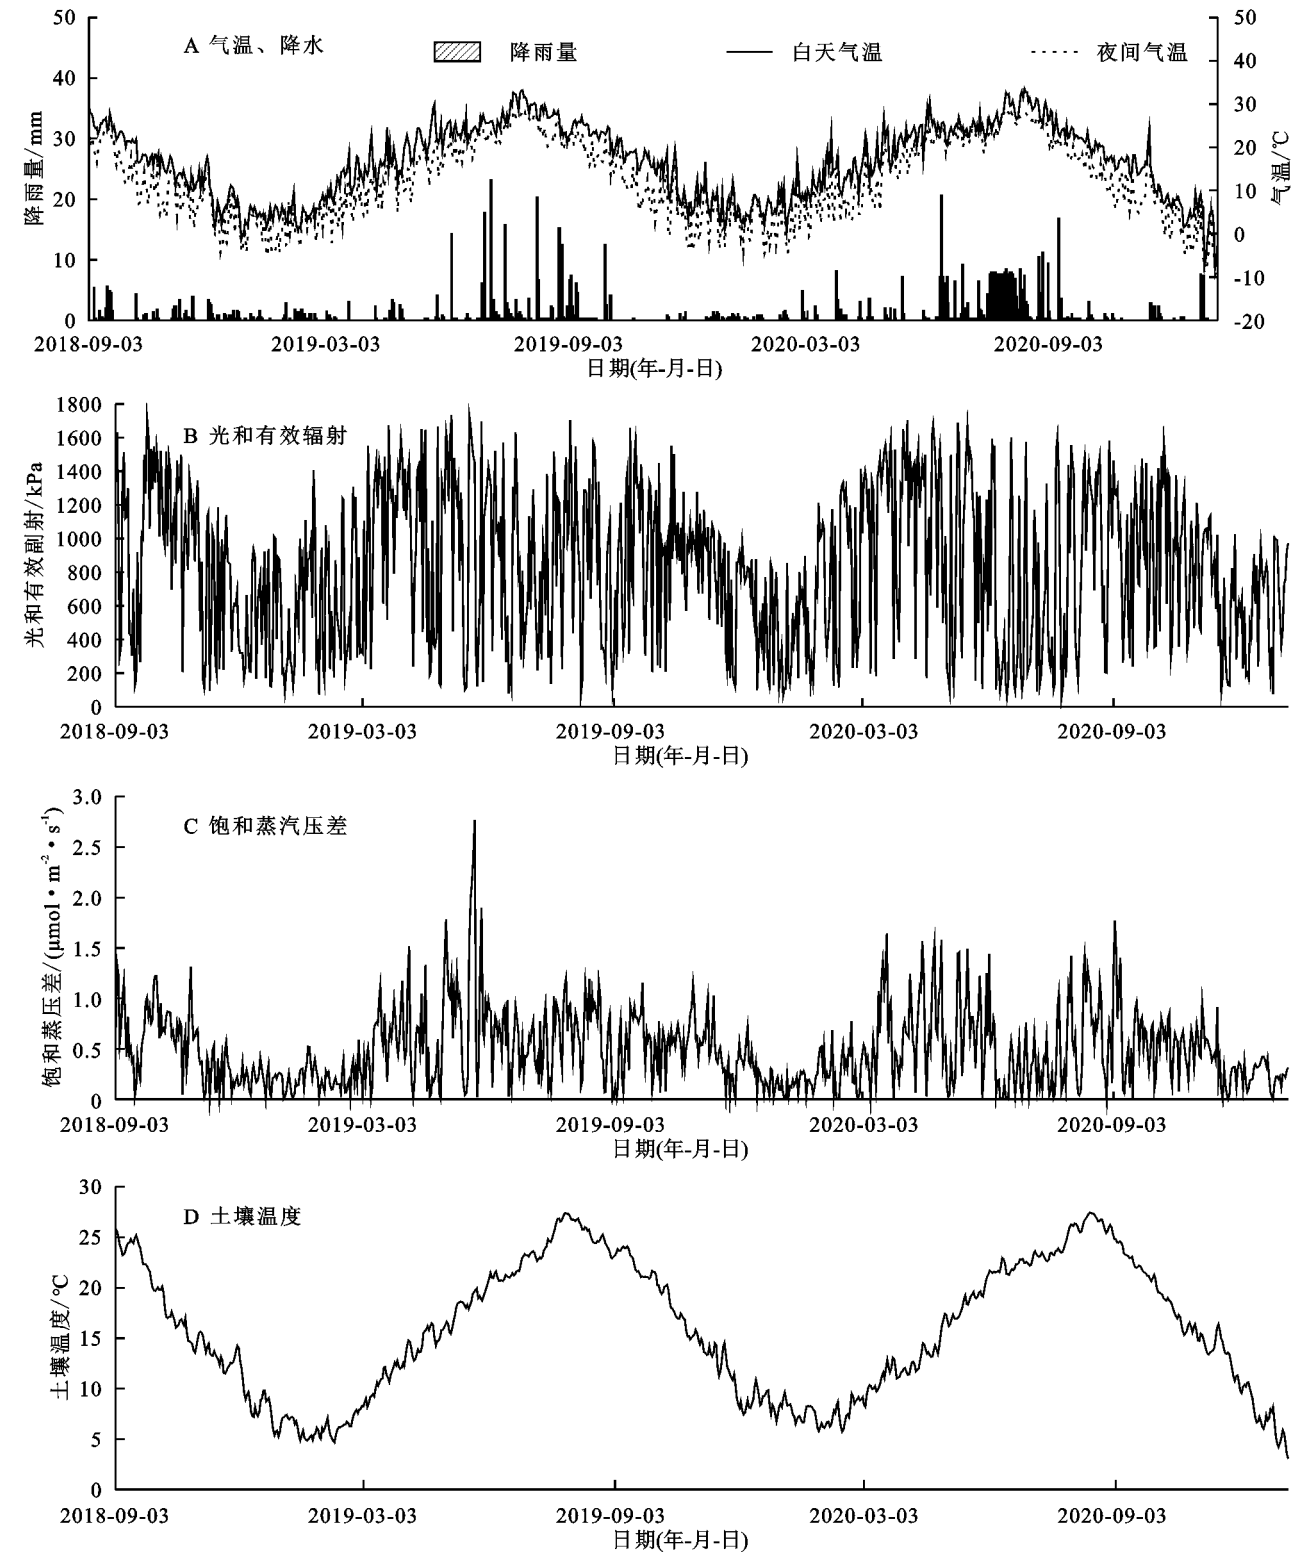 A 气温、降水
降雨量
白天气温
夜间气温
降雨量/mm
50
40
30
20
10
0
气温/℃
50
40
30
20
10
0
-10
-20
2018-09-03 2019-03-03 2019-09-03 2020-03-03 2020-09-03
日期(年-月-日)
B 光和有效辐射
光和有效副射/kPa
1800
1600
1400
1200
1000
800
600
400
200
0
2018-09-03 2019-03-03 2019-09-03 2020-03-03 2020-09-03
日期(年-月-日)
C 饱和蒸汽压差
饱和蒸压差/(μmol·m⁻²·s⁻¹)
3.0
2.5
2.0
1.5
1.0
0.5
0
2018-09-03 2019-03-03 2019-09-03 2020-03-03 2020-09-03
日期(年-月-日)
D 土壤温度
土壤温度/℃
30
25
20
15
10
5
0
2018-09-03 2019-03-03 2019-09-03 2020-03-03 2020-09-03
日期(年-月-日)